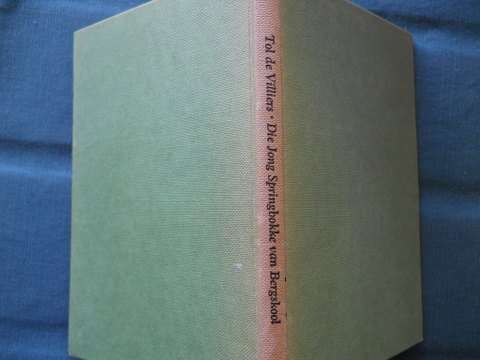 Tol de Villiers · Die Jong Springbokke van Bergskool